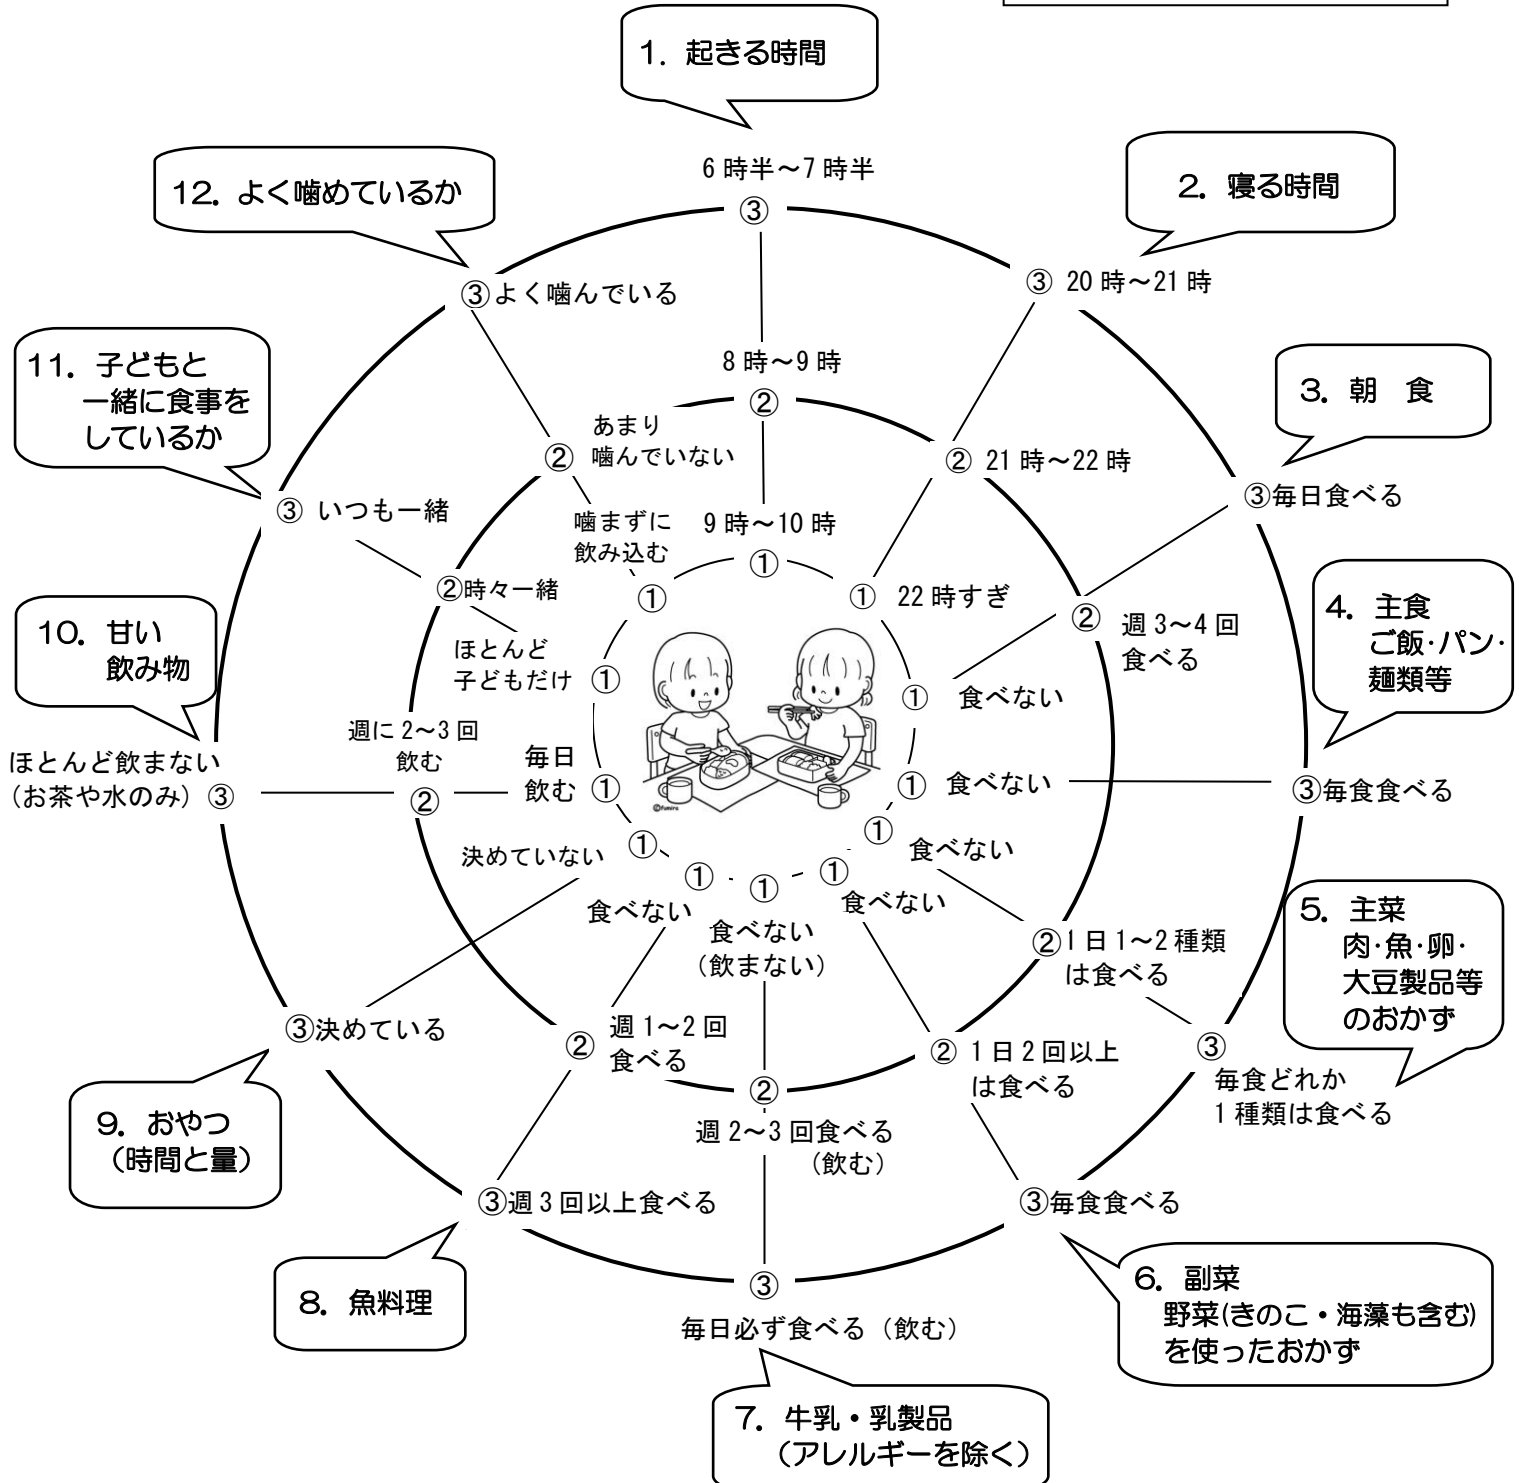 1. 起きる時間
6時半～7時半
③
8時～9時
②
9時～10時
①
2. 寝る時間
③ 20時～21時
② 21時～22時
① 22時すぎ
3. 朝　食
③毎日食べる
②
週3～4回
食べる
①
食べない
4. 主食
ご飯・パン・
麺類等
③毎食食べる
①
食べない
5. 主菜
肉・魚・卵・
大豆製品等
のおかず
③
毎食どれか
1種類は食べる
②1日1～2種類
は食べる
①
食べない
6. 副菜
野菜(きのこ・海藻も含む)
を使ったおかず
③毎食食べる
② 1日2回以上
は食べる
①
食べない
7. 牛乳・乳製品
（アレルギーを除く）
③
毎日必ず食べる（飲む）
②
週2～3回食べる
（飲む）
①
食べない
（飲まない）
8. 魚料理
③週3回以上食べる
②
週1～2回
食べる
①
食べない
9. おやつ
（時間と量）
③決めている
①
決めていない
10. 甘い
飲み物
ほとんど飲まない
（お茶や水のみ）③
週に2～3回
飲む
②
毎日
飲む
①
11. 子どもと
一緒に食事を
しているか
③ いつも一緒
②時々一緒
ほとんど
子どもだけ
①
12. よく噛めているか
③よく噛んでいる
②
あまり
噛んでいない
噛まずに
飲み込む
①
©fumira